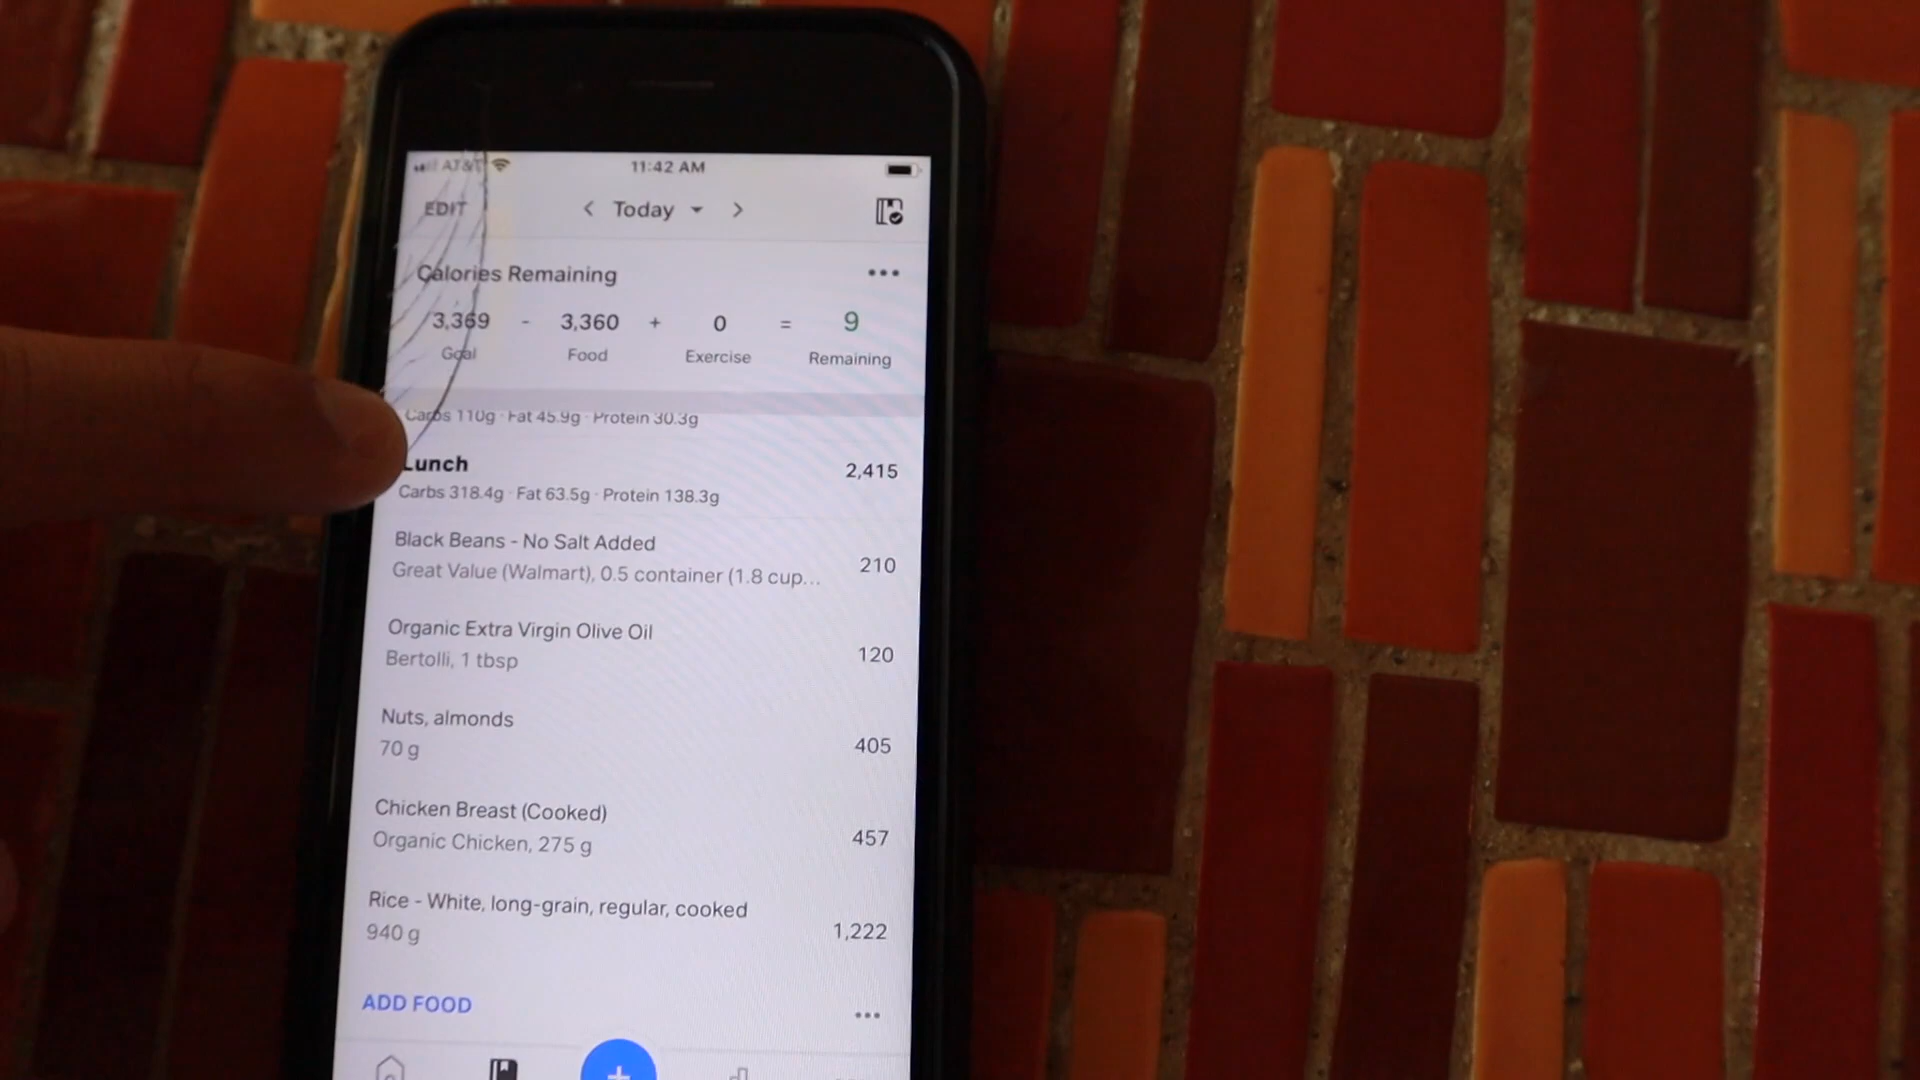 AT&T 11:42 AM
EDIT < Today >
Calories Remaining •••
3,369 - 3,360 + 0 = 9
Goal Food Exercise Remaining
Carbs 110g · Fat 45.9g · Protein 30.3g
Lunch 2,415
Carbs 318.4g · Fat 63.5g · Protein 138.3g
Black Beans - No Salt Added
Great Value (Walmart), 0.5 container (1.8 cup... 210
Organic Extra Virgin Olive Oil
Bertolli, 1 tbsp 120
Nuts, almonds
70 g 405
Chicken Breast (Cooked)
Organic Chicken, 275 g 457
Rice - White, long-grain, regular, cooked
940 g 1,222
ADD FOOD •••